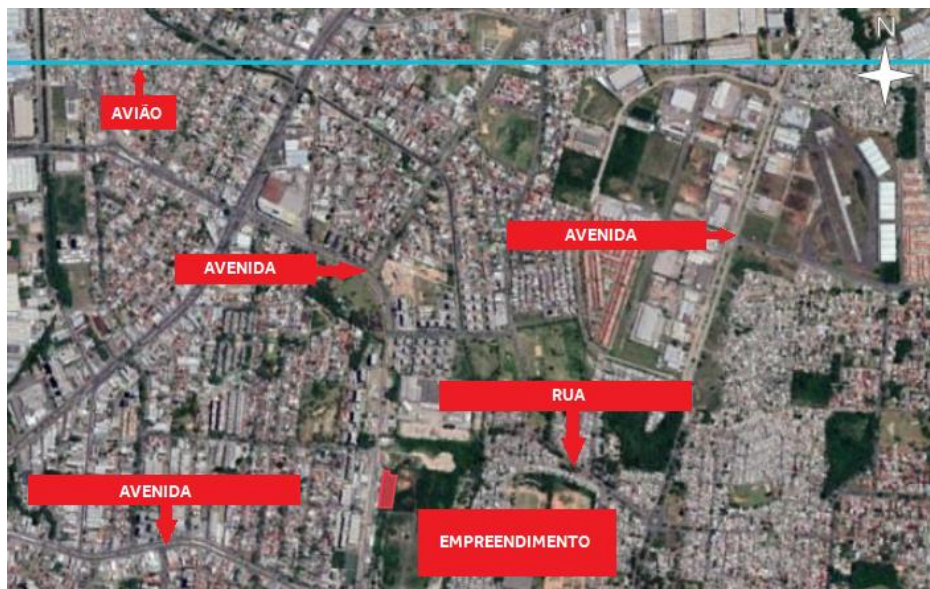 N
AVIÃO
AVENIDA
AVENIDA
RUA
AVENIDA
EMPREENDIMENTO